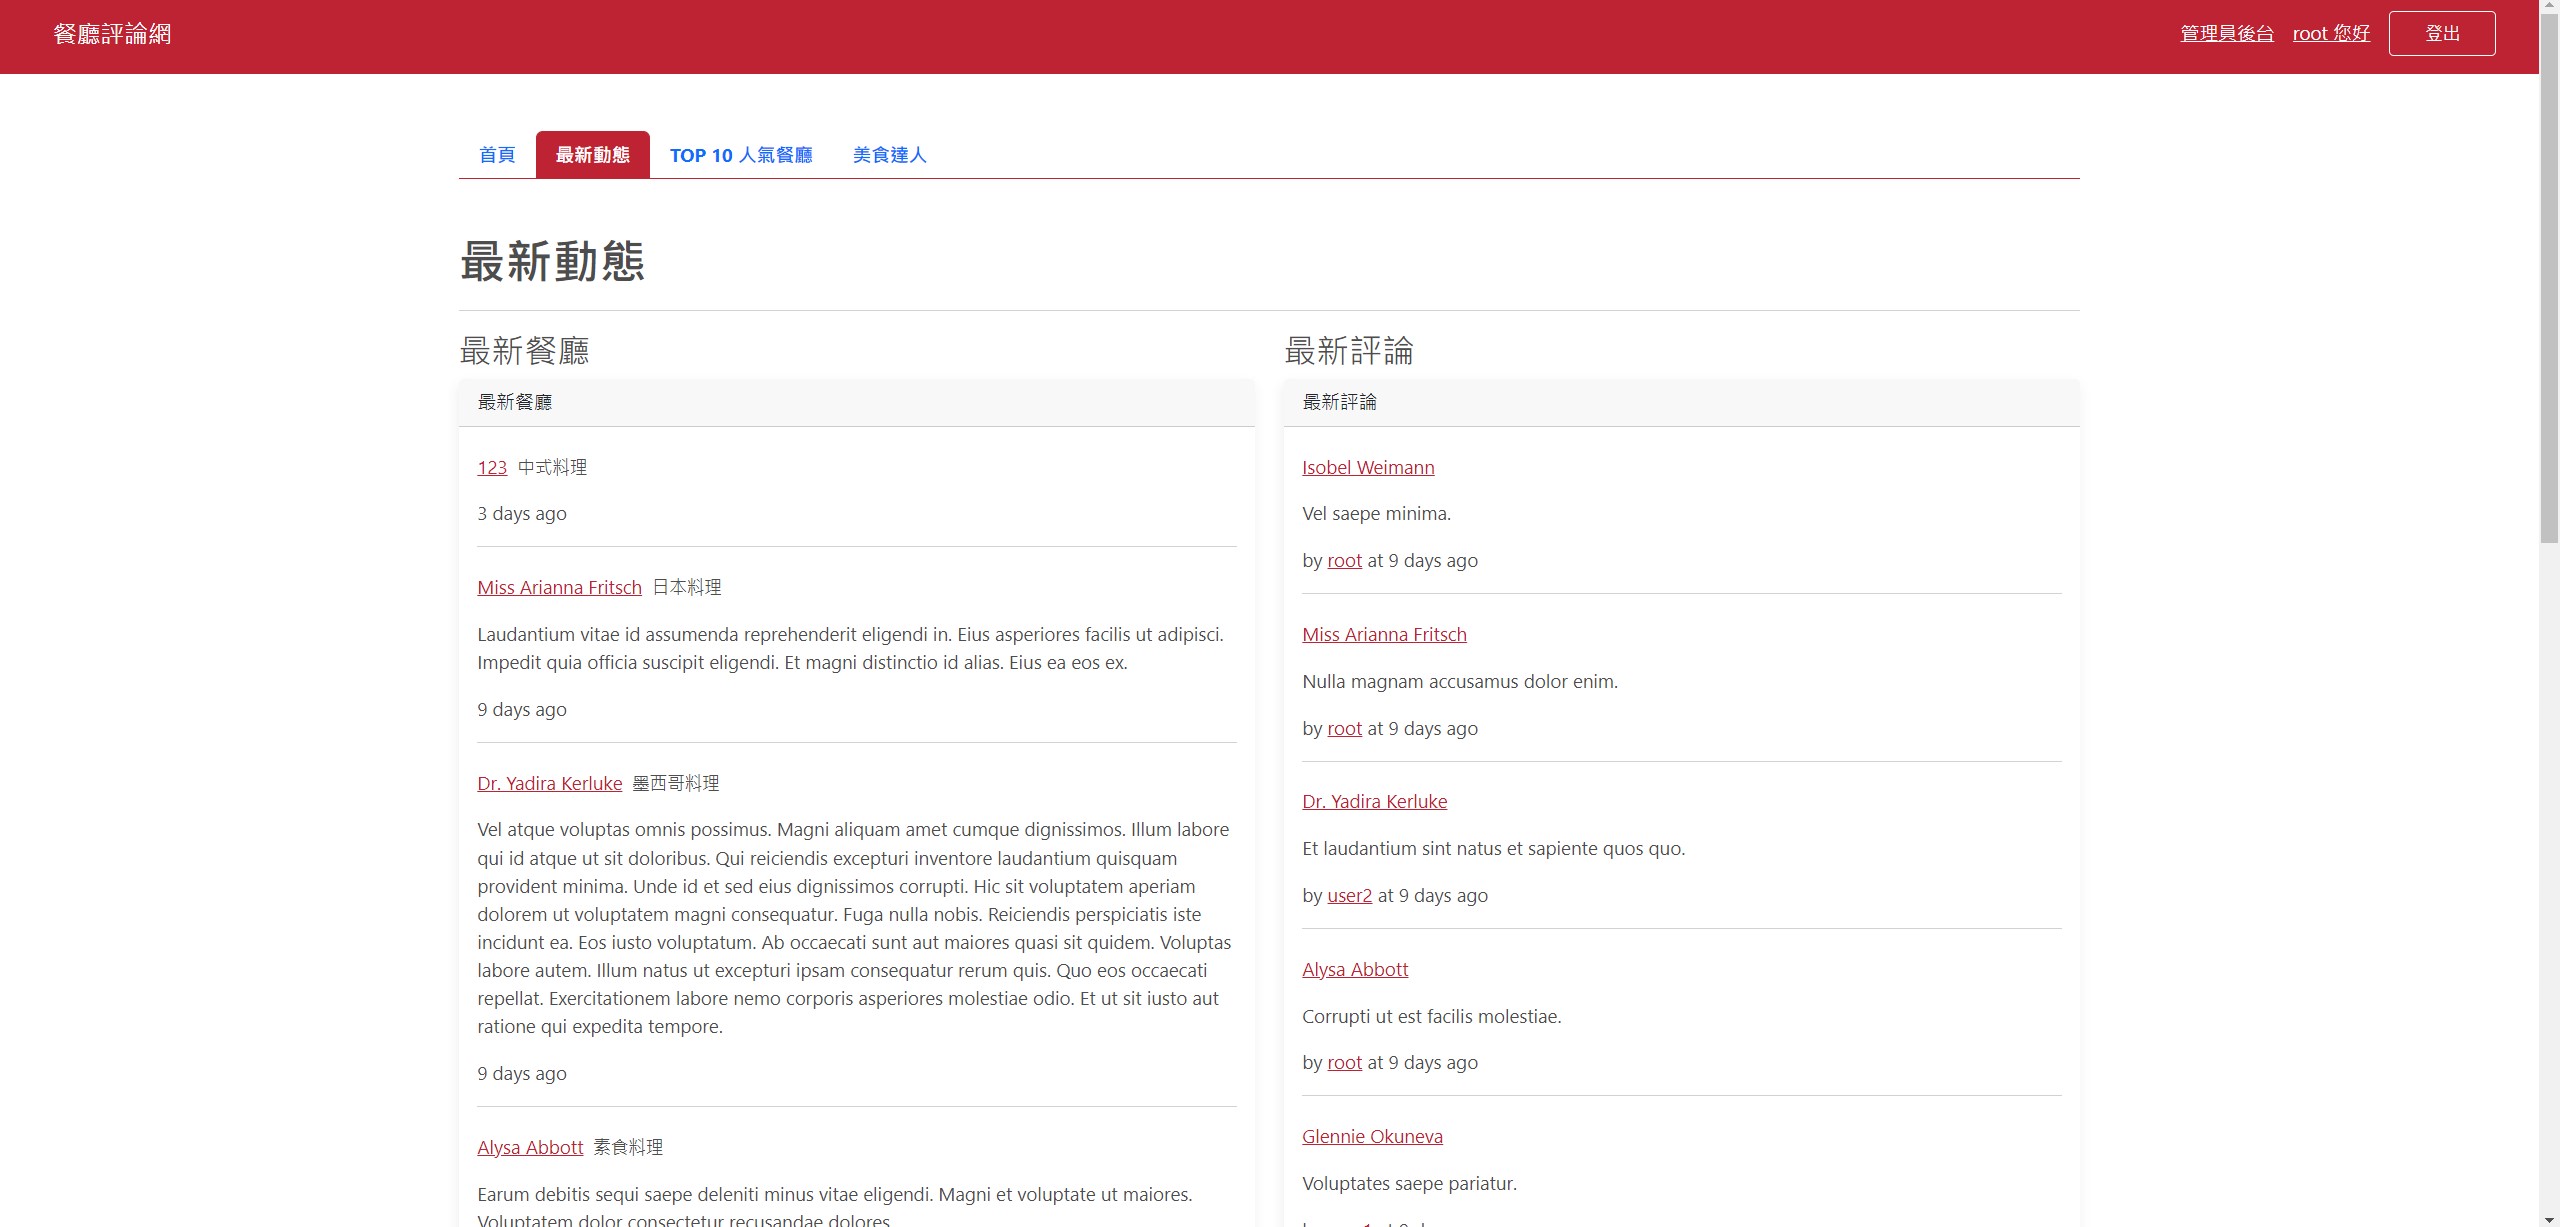 餐廳評論網
管理員後台 root 您好 登出
首頁 最新動態 TOP 10 人氣餐廳 美食達人
最新動態
最新餐廳
最新餐廳
123 中式料理
3 days ago
Miss Arianna Fritsch 日本料理
Laudantium vitae id assumenda reprehenderit eligendi in. Eius asperiores facilis ut adipisci.
Impedit quia officia suscipit eligendi. Et magni distinctio id alias. Eius ea eos ex.
9 days ago
Dr. Yadira Kerluke 墨西哥料理
Vel atque voluptas omnis possimus. Magni aliquam amet cumque dignissimos. Illum labore
qui id atque ut sit doloribus. Qui reiciendis excepturi inventore laudantium quisquam
provident minima. Unde id et sed eius dignissimos corrupti. Hic sit voluptatem aperiam
dolorem ut voluptatem magni consequatur. Fuga nulla nobis. Reiciendis perspiciatis iste
incidunt ea. Eos iusto voluptatum. Ab occaecati sunt aut maiores quasi sit quidem. Voluptas
labore autem. Illum natus ut excepturi ipsam consequatur rerum quis. Quo eos occaecati
repellat. Exercitationem labore nemo corporis asperiores molestiae odio. Et ut sit iusto aut
ratione qui expedita tempore.
9 days ago
Alysa Abbott 素食料理
Earum debitis sequi saepe deleniti minus vitae eligendi. Magni et voluptate ut maiores.
Voluptatem dolor consectetur recusandae dolores
最新評論
最新評論
Isobel Weimann
Vel saepe minima.
by root at 9 days ago
Miss Arianna Fritsch
Nulla magnam accusamus dolor enim.
by root at 9 days ago
Dr. Yadira Kerluke
Et laudantium sint natus et sapiente quos quo.
by user2 at 9 days ago
Alysa Abbott
Corrupti ut est facilis molestiae.
by root at 9 days ago
Glennie Okuneva
Voluptates saepe pariatur.